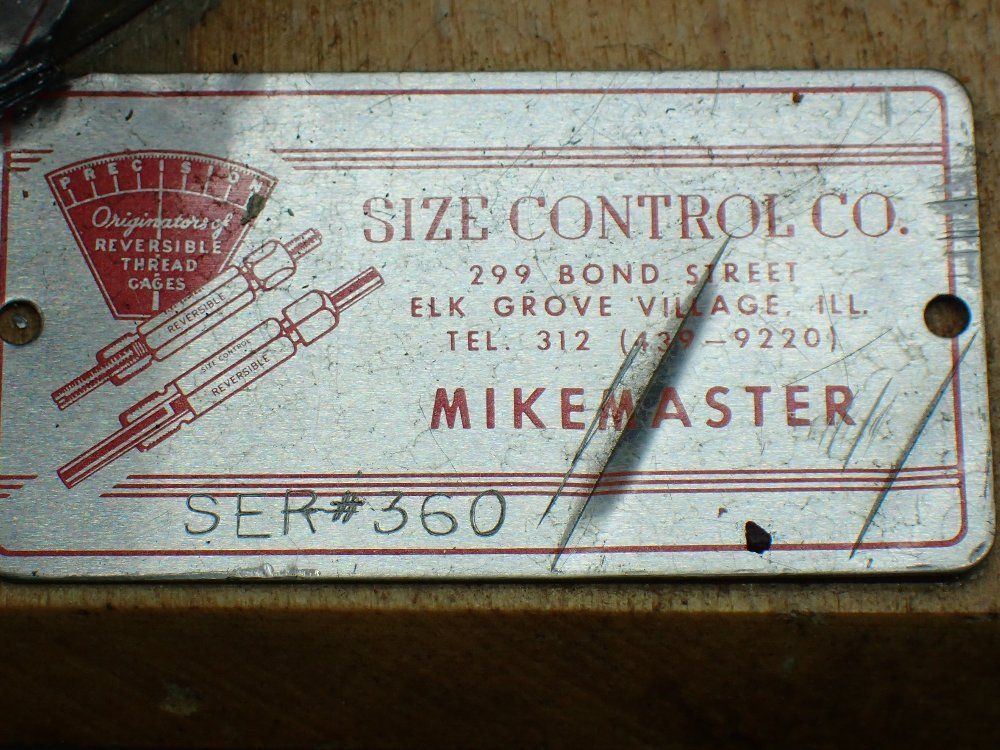 PRECISION
Originators of
REVERSIBLE
THREAD
GAGES
REVERSIBLE
SIZE CONTROL
REVERSIBLE
SIZE CONTROL CO.
299 BOND STREET
ELK GROVE VILLAGE, ILL.
TEL. 312 (439-9220)
MIKEMASTER
SER#360